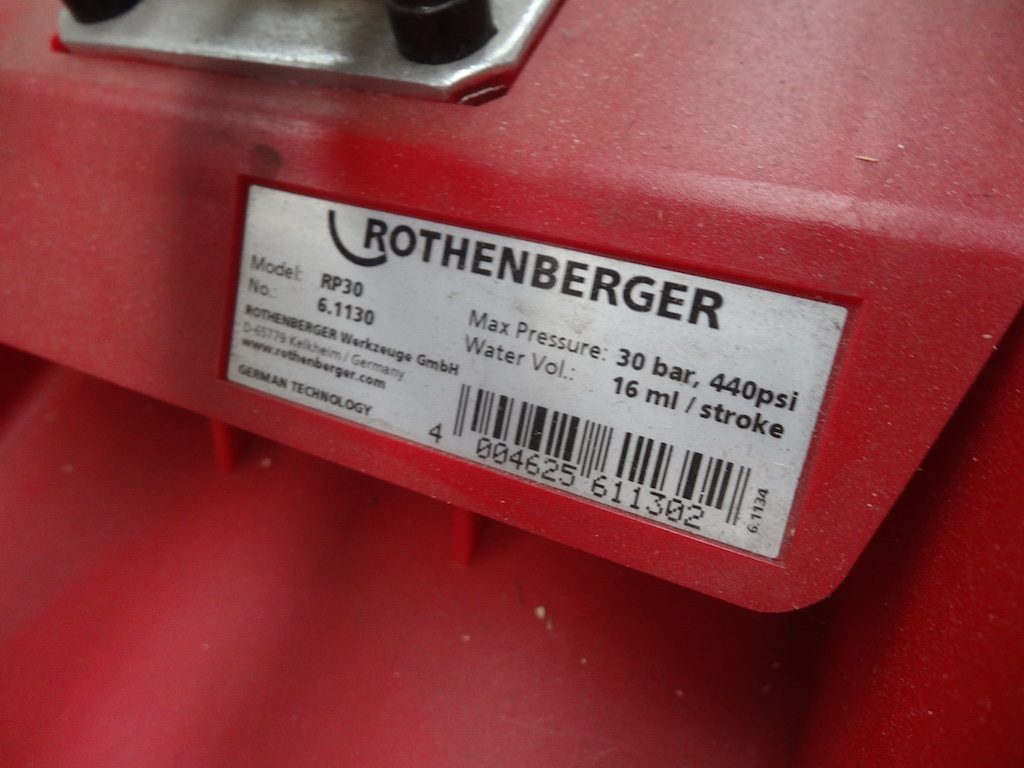 ROTHENBERGER
Model: RP30
No.: 6.1130
ROTHENBERGER Werkzeuge GmbH
D-65779 Kelkheim / Germany
www.rothenberger.com
GERMAN TECHNOLOGY
Max Pressure: 30 bar, 440psi
Water Vol.: 16 ml / stroke
4 004625 611302
6.1134